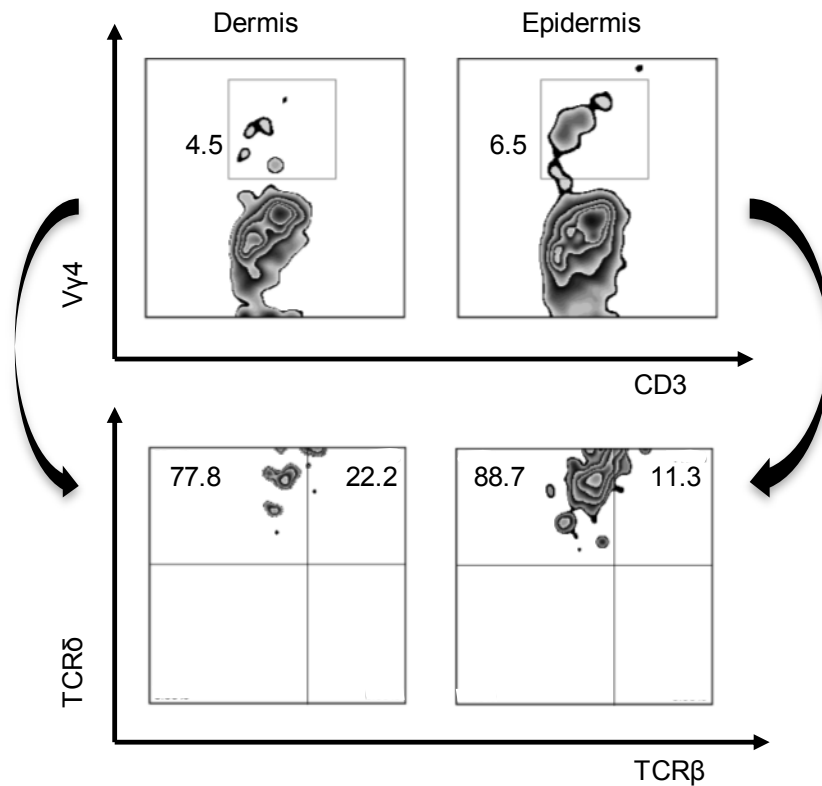 Dermis
Epidermis
4.5
6.5
Vγ4
CD3
77.8
22.2
88.7
11.3
TCRδ
TCRβ